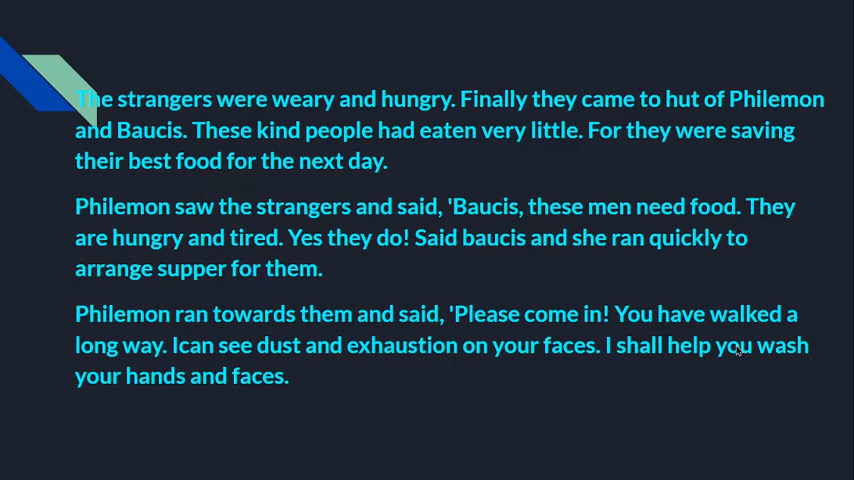 The strangers were weary and hungry. Finally they came to hut of Philemon
and Baucis. These kind people had eaten very little. For they were saving
their best food for the next day.
Philemon saw the strangers and said, 'Baucis, these men need food. They
are hungry and tired. Yes they do! Said baucis and she ran quickly to
arrange supper for them.
Philemon ran towards them and said, 'Please come in! You have walked a
long way. Ican see dust and exhaustion on your faces. I shall help you wash
your hands and faces.